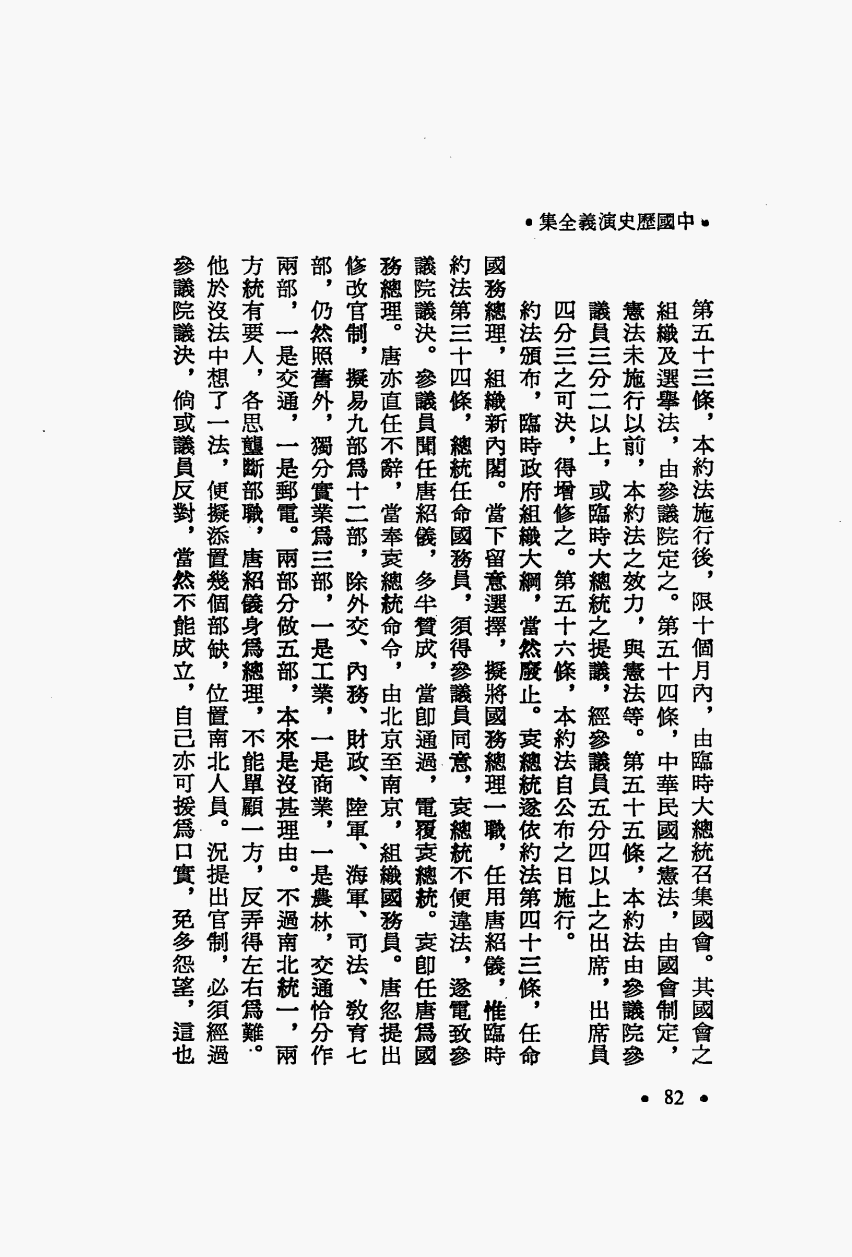 •中國歷史演義全集•
第五十三條，本約法施行後，限十個月內，由臨時大總統召集國會。其國會之
組織及選舉法，由參議院定之。第五十四條，中華民國之憲法，由國會制定，
憲法未施行以前，本約法之效力，與憲法等。第五十五條，本約法由參議院參
議員三分二以上，或臨時大總統之提議，經參議員五分四以上之出席，出席員
四分三之可決，得增修之。第五十六條，本約法自公布之日施行。
約法頒布，臨時政府組織大綱，當然廢止。袁總統遂依約法第四十三條，任命
國務總理，組織新內閣。當下留意選擇，擬將國務總理一職，任用唐紹儀，惟臨時
約法第三十四條，總統任命國務員，須得參議員同意，袁總統不便違法，遂電致參
議院議決。參議員聞任唐紹儀，多半贊成，當卽通過，電覆袁總統。袁卽任唐爲國
務總理。唐亦直任不辭，當奉袁總統命令，由北京至南京，組織國務員。唐忽提出
修改官制，擬易九部爲十二部，除外交、內務、財政、陸軍、海軍、司法、敎育七
部，仍然照舊外，獨分實業爲三部，一是工業，一是商業，一是農林，交通恰分作
兩部，一是交通，一是郵電。兩部分做五部，本來是沒甚理由。不過南北統一，兩
方統有要人，各思壟斷部職，唐紹儀身爲總理，不能單顧一方，反弄得左右爲難。
他於沒法中想了一法，便擬添置幾個部缺，位置南北人員。況提出官制，必須經過
參議院議決，倘或議員反對，當然不能成立，自己亦可援爲口實，免多怨望，這也
• 82 •